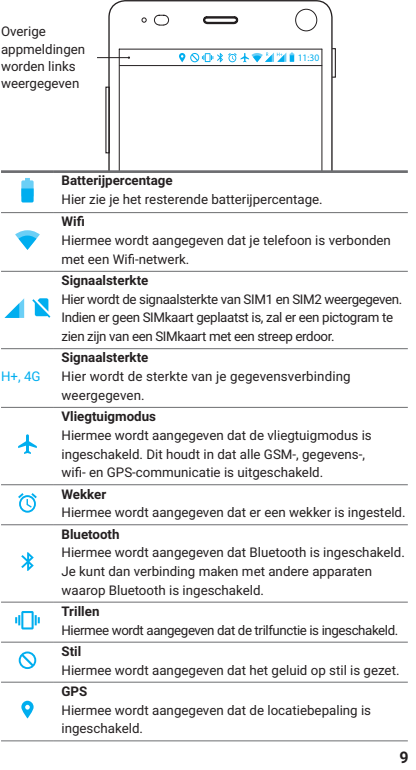 Overige
appmeldingen
worden links
weergegeven
11:30
Batterijpercentage
Hier zie je het resterende batterijpercentage.
Wifi
Hiermee wordt aangegeven dat je telefoon is verbonden
met een Wifi-netwerk.
Signaalsterkte
Hier wordt de signaalsterkte van SIM1 en SIM2 weergegeven.
Indien er geen SIMkaart geplaatst is, zal er een pictogram te
zien zijn van een SIMkaart met een streep erdoor.
Signaalsterkte
H+, 4G Hier wordt de sterkte van je gegevensverbinding
weergegeven.
Vliegtuigmodus
Hiermee wordt aangegeven dat de vliegtuigmodus is
ingeschakeld. Dit houdt in dat alle GSM-, gegevens-,
wifi- en GPS-communicatie is uitgeschakeld.
Wekker
Hiermee wordt aangegeven dat er een wekker is ingesteld.
Bluetooth
Hiermee wordt aangegeven dat Bluetooth is ingeschakeld.
Je kunt dan verbinding maken met andere apparaten
waarop Bluetooth is ingeschakeld.
Trillen
Hiermee wordt aangegeven dat de trilfunctie is ingeschakeld.
Stil
Hiermee wordt aangegeven dat het geluid op stil is gezet.
GPS
Hiermee wordt aangegeven dat de locatiebepaling is
ingeschakeld.
9